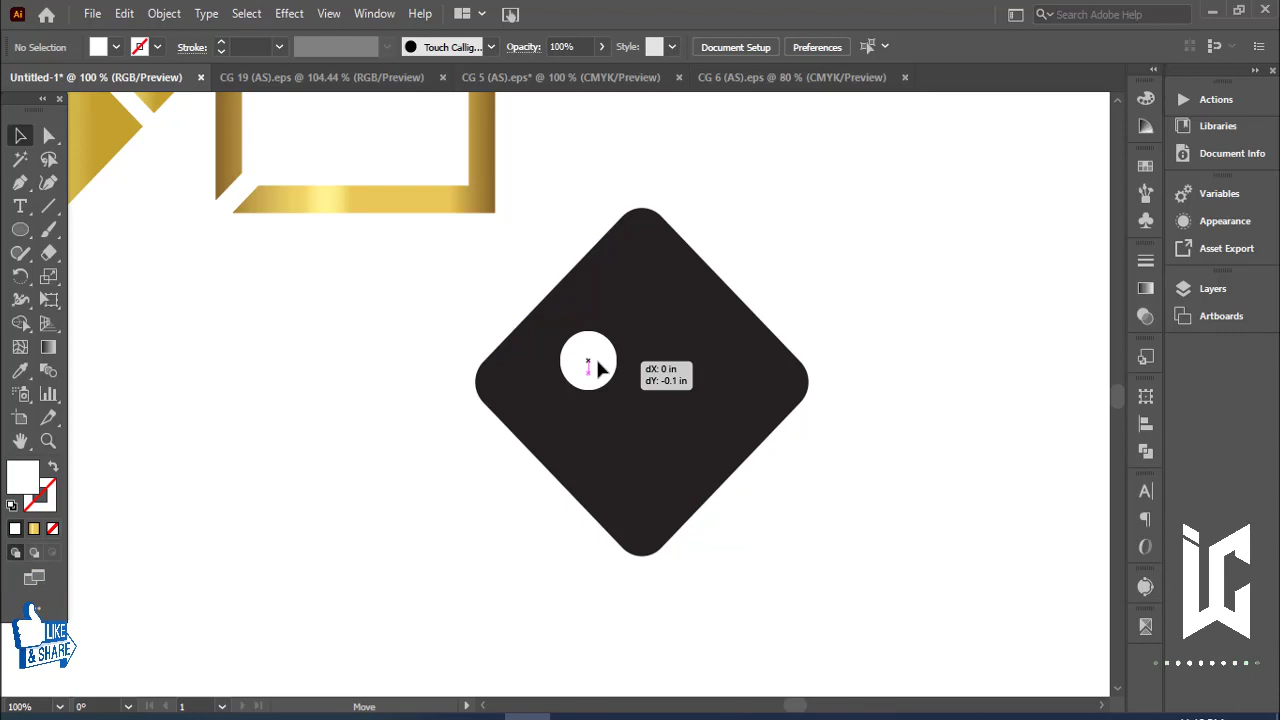 Ai File Edit Object Type Select Effect View Window Help Search Adobe Help
No Selection Stroke: Touch Callig... Opacity: 100% Style: Document Setup Preferences
Untitled-1* @ 100 % (RGB/Preview) CG 19 (AS).eps @ 104.44 % (RGB/Preview) CG 5 (AS).eps* @ 100 % (CMYK/Preview) CG 6 (AS).eps @ 80 % (CMYK/Preview)
Actions
Libraries
Document Info
Variables
Appearance
Asset Export
Layers
Artboards
dX: 0 in
dY: -0.1 in
LIKE
& SHARE
100% 0° 1 Move